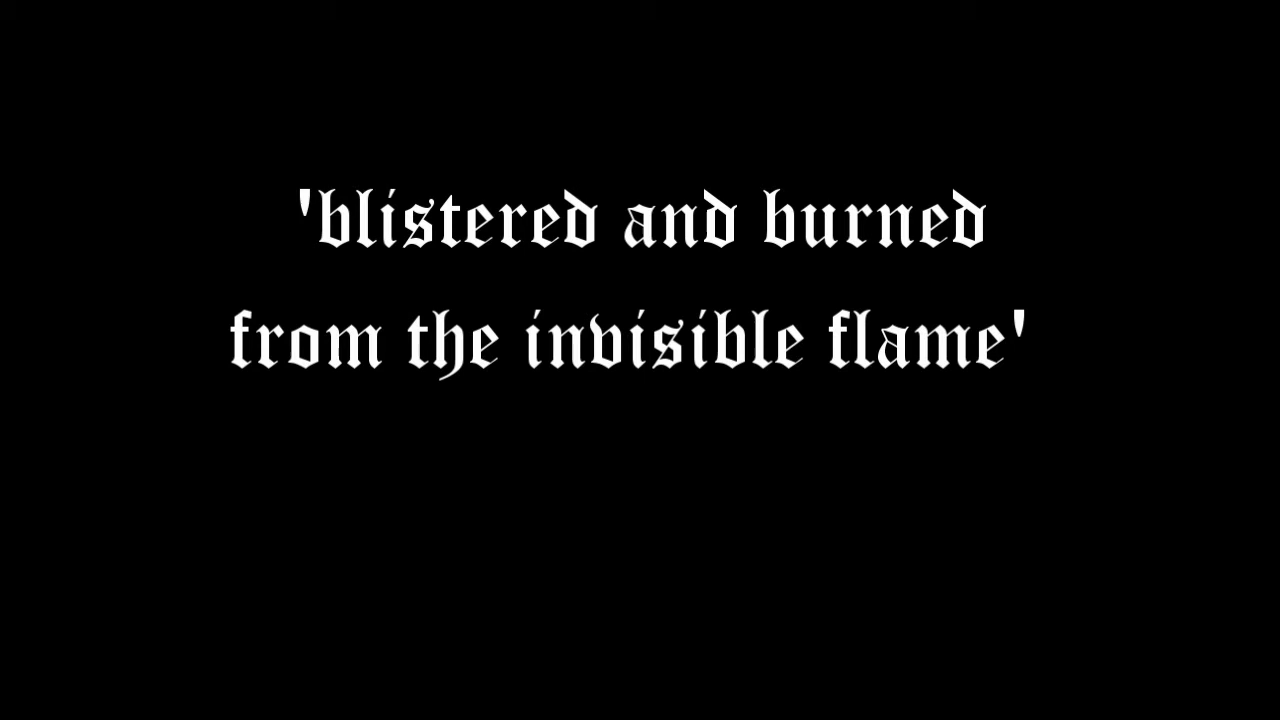 'blistered and burned
from the invisible flame'